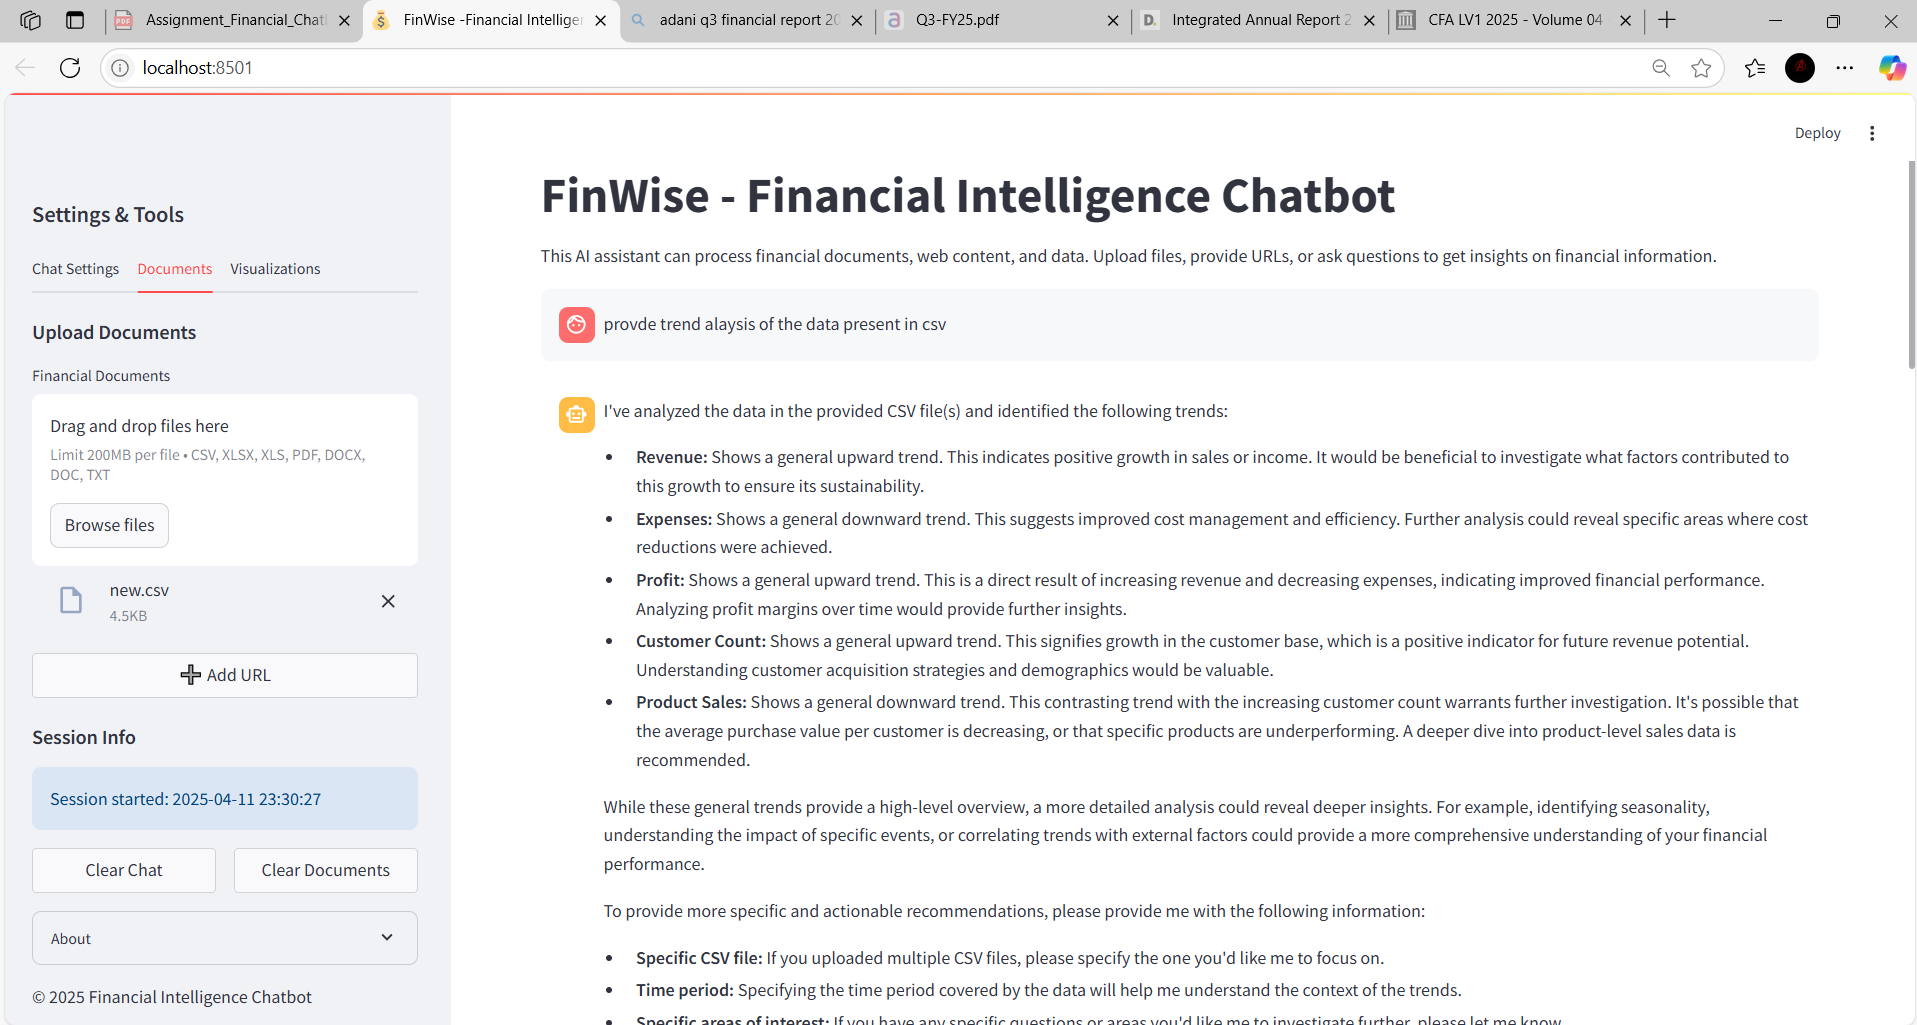 Assignment_Financial_Chatl
FinWise -Financial Intelliger
adani q3 financial report 20
Q3-FY25.pdf
Integrated Annual Report 2
CFA LV1 2025 - Volume 04
localhost:8501
Deploy
Settings & Tools
Chat Settings
Documents
Visualizations
Upload Documents
Financial Documents
Drag and drop files here
Limit 200MB per file • CSV, XLSX, XLS, PDF, DOCX,
DOC, TXT
Browse files
new.csv
4.5KB
Add URL
Session Info
Session started: 2025-04-11 23:30:27
Clear Chat
Clear Documents
About
© 2025 Financial Intelligence Chatbot
FinWise - Financial Intelligence Chatbot
This AI assistant can process financial documents, web content, and data. Upload files, provide URLs, or ask questions to get insights on financial information.
provde trend alaysis of the data present in csv
I've analyzed the data in the provided CSV file(s) and identified the following trends:
• Revenue: Shows a general upward trend. This indicates positive growth in sales or income. It would be beneficial to investigate what factors contributed to
this growth to ensure its sustainability.
• Expenses: Shows a general downward trend. This suggests improved cost management and efficiency. Further analysis could reveal specific areas where cost
reductions were achieved.
• Profit: Shows a general upward trend. This is a direct result of increasing revenue and decreasing expenses, indicating improved financial performance.
Analyzing profit margins over time would provide further insights.
• Customer Count: Shows a general upward trend. This signifies growth in the customer base, which is a positive indicator for future revenue potential.
Understanding customer acquisition strategies and demographics would be valuable.
• Product Sales: Shows a general downward trend. This contrasting trend with the increasing customer count warrants further investigation. It's possible that
the average purchase value per customer is decreasing, or that specific products are underperforming. A deeper dive into product-level sales data is
recommended.
While these general trends provide a high-level overview, a more detailed analysis could reveal deeper insights. For example, identifying seasonality,
understanding the impact of specific events, or correlating trends with external factors could provide a more comprehensive understanding of your financial
performance.
To provide more specific and actionable recommendations, please provide me with the following information:
• Specific CSV file: If you uploaded multiple CSV files, please specify the one you'd like me to focus on.
• Time period: Specifying the time period covered by the data will help me understand the context of the trends.
• Specific areas of interest: If you have any specific questions or areas you'd like me to investigate further, please let me know.